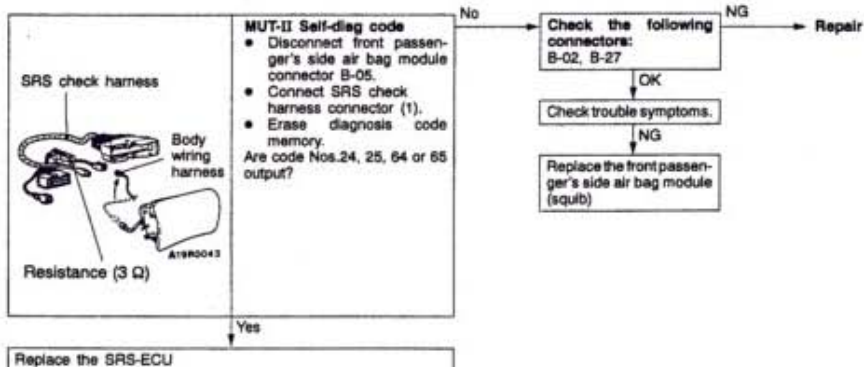 MUT-II Self-diag code
• Disconnect front passen-
ger's side air bag module
connector B-05.
• Connect SRS check
harness connector (1).
• Erase diagnosis code
memory.
Are code Nos.24, 25, 64 or 65
output?
SRS check harness
Body
wiring
harness
A19R0043
Resistance (3 Ω)
No
Check the following
connectors:
B-02, B-27
NG
Repair
OK
Check trouble symptoms.
NG
Replace the front passen-
ger's side air bag module
(squib)
Yes
Replace the SRS-ECU